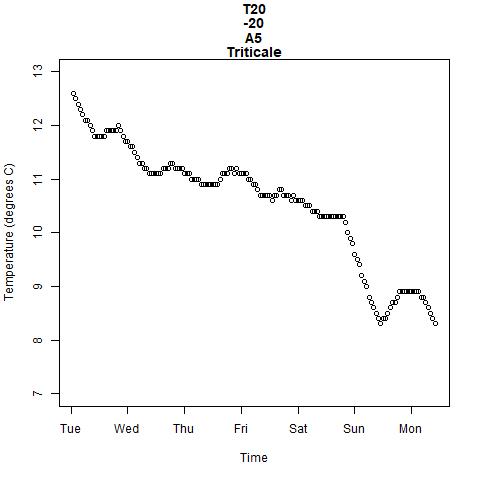 T20
-20
A5
Triticale
Temperature (degrees C)
13
12
11
10
9
8
7
Tue Wed Thu Fri Sat Sun Mon
Time